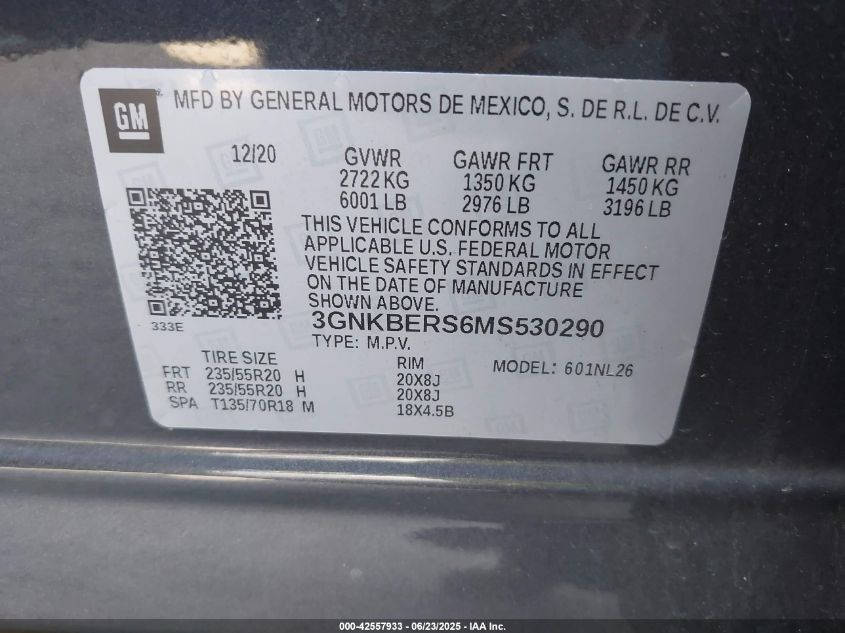 GM
MFD BY GENERAL MOTORS DE MEXICO, S. DE R.L. DE C.V.
12/20 GVWR GAWR FRT GAWR RR
2722 KG 1350 KG 1450 KG
6001 LB 2976 LB 3196 LB
THIS VEHICLE CONFORMS TO ALL
APPLICABLE U.S. FEDERAL MOTOR
VEHICLE SAFETY STANDARDS IN EFFECT
ON THE DATE OF MANUFACTURE
SHOWN ABOVE.
333E
3GNKBERS6MS530290
TYPE: M.P.V.
TIRE SIZE RIM MODEL: 601NL26
FRT 235/55R20 H 20X8J
RR 235/55R20 H 20X8J
SPA T135/70R18 M 18X4.5B
000-42557933 - 06/23/2025 - IAA Inc.